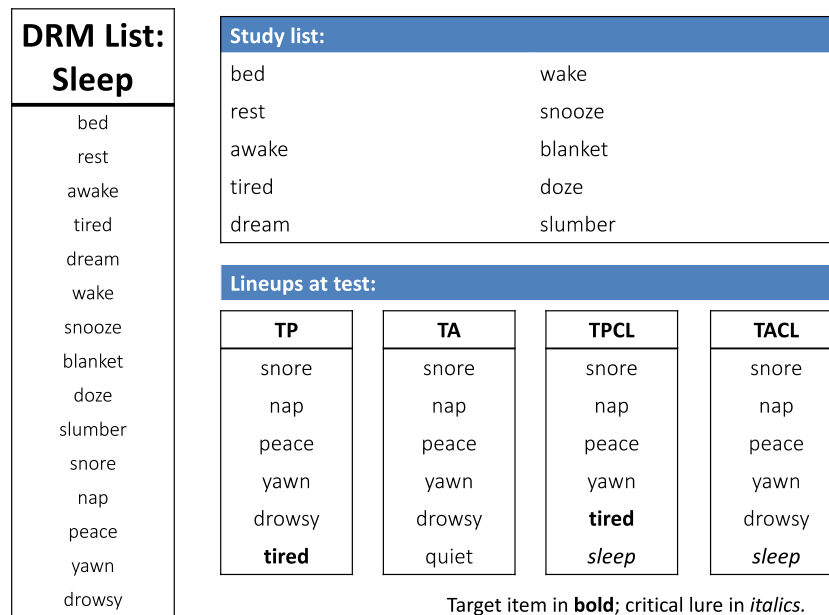 DRM List:
Sleep
bed
rest
awake
tired
dream
wake
snooze
blanket
doze
slumber
snore
nap
peace
yawn
drowsy
Study list:
bed wake
rest snooze
awake blanket
tired doze
dream slumber
Lineups at test:
TP TA TPCL TACL
snore snore snore snore
nap nap nap nap
peace peace peace peace
yawn yawn yawn yawn
drowsy drowsy tired drowsy
tired quiet sleep sleep
Target item in bold; critical lure in italics.